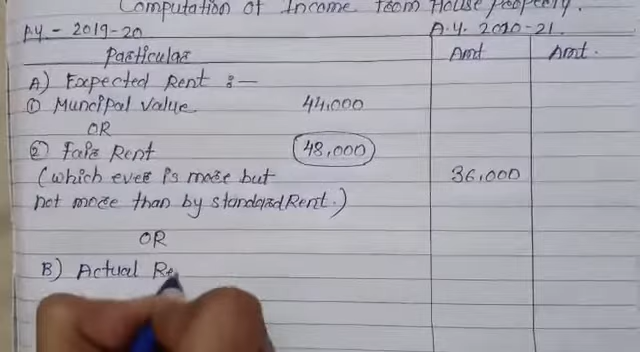 Computation of Income from House Property.
P.Y - 2019-20 A.Y. 2020-21
Particular Amt Amt.
A) Expected Rent :-
① Muncipal Value 44,000
OR
② Fair Rent 48,000
(which ever is more but 36,000
not more than by standard Rent.)
OR
B) Actual Re